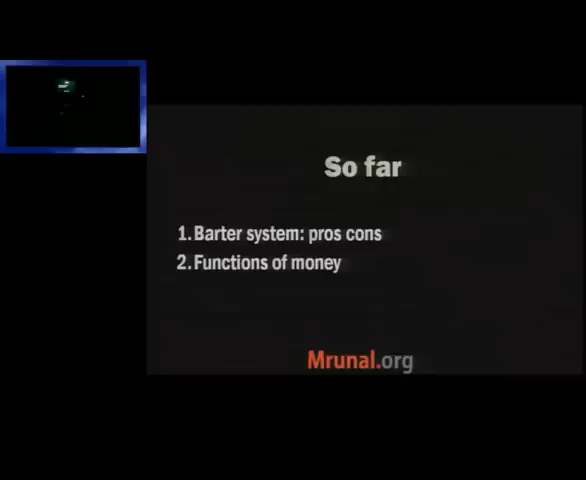 So far
1. Barter system: pros cons
2. Functions of money
Mrunal.org